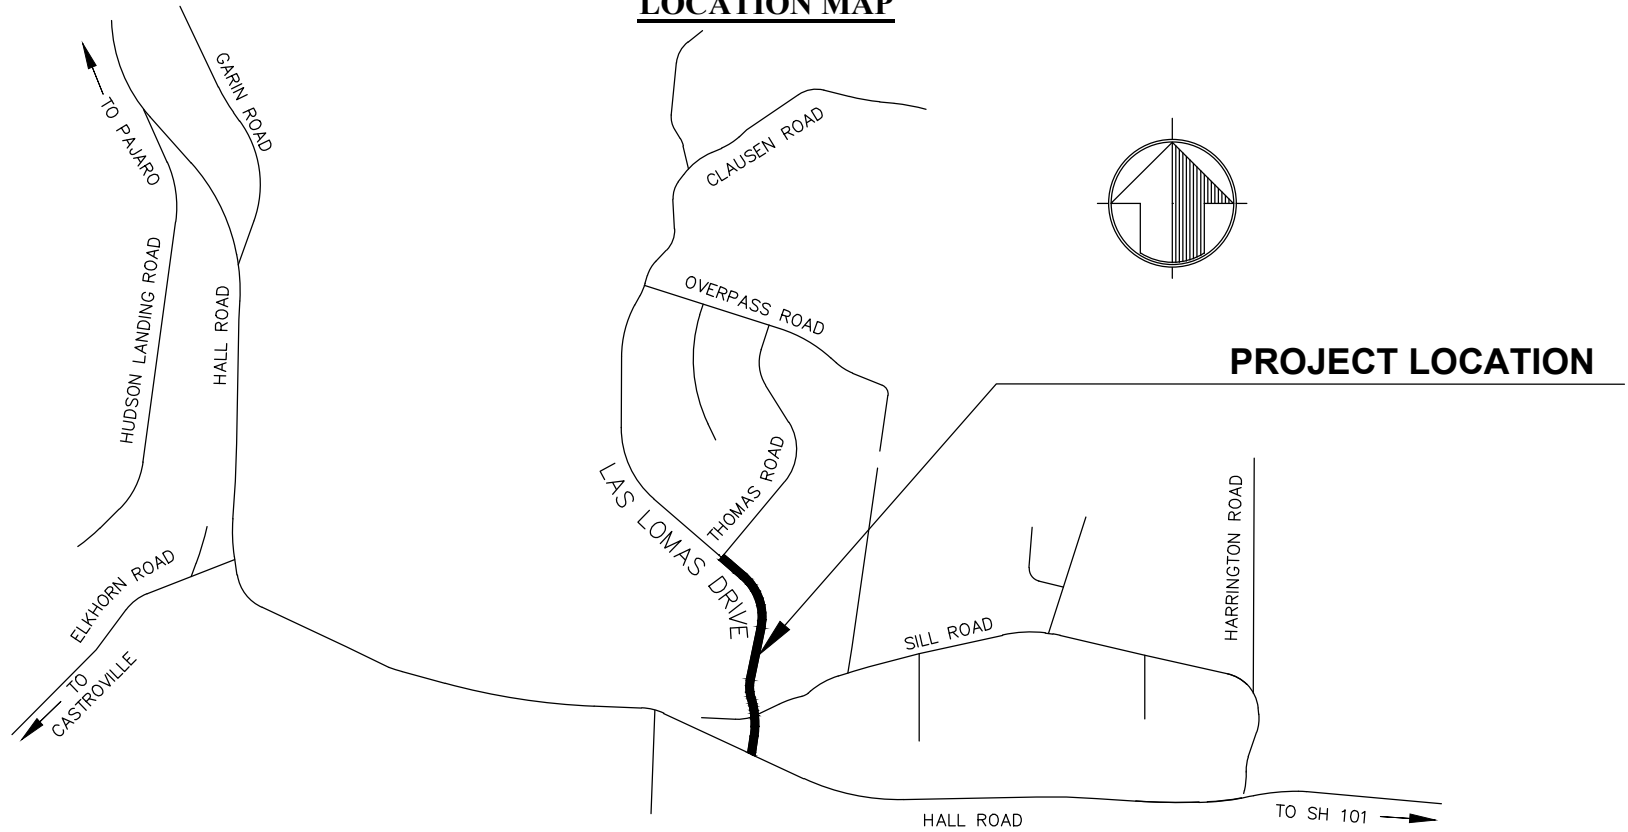 LOCATION MAP
GARIN ROAD
TO PAJARO
CLAUSEN ROAD
HUDSON LANDING ROAD
HALL ROAD
OVERPASS ROAD
PROJECT LOCATION
THOMAS ROAD
LAS LOMAS DRIVE
HARRINGTON ROAD
ELKHORN ROAD
SILL ROAD
TO
CASTROVILLE
HALL ROAD
TO SH 101